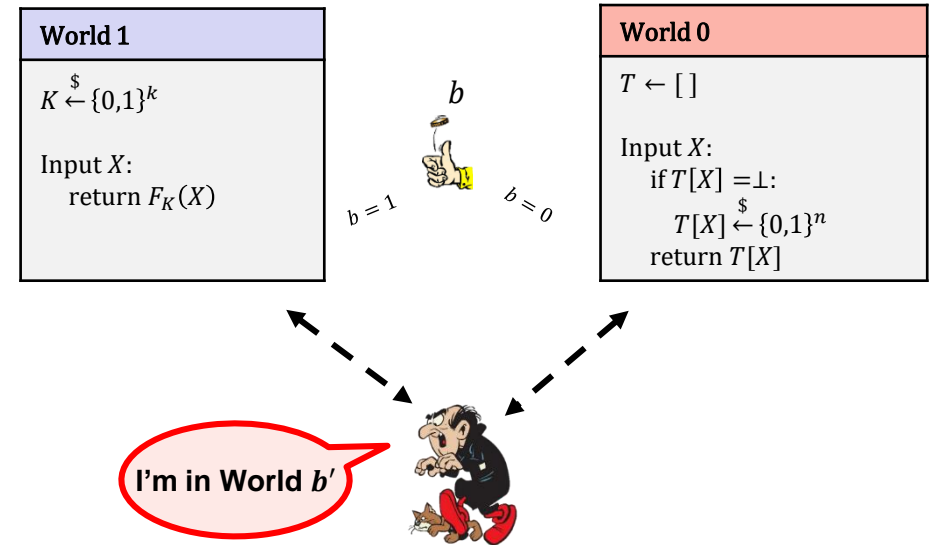 World 1
K $← {0,1}^k
Input X:
return F_K(X)
b
b = 1
b = 0
World 0
T ← [ ]
Input X:
if T[X] =⊥:
T[X] $← {0,1}^n
return T[X]
I'm in World b′